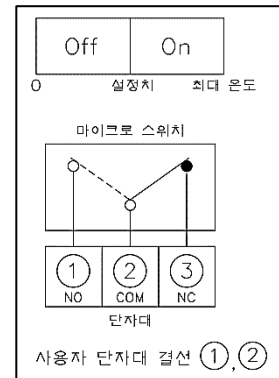 Off On
0 설정치 최대 온도
마이크로 스위치
① ② ③
NO COM NC
단자대
사용자 단자대 결선 ①,②